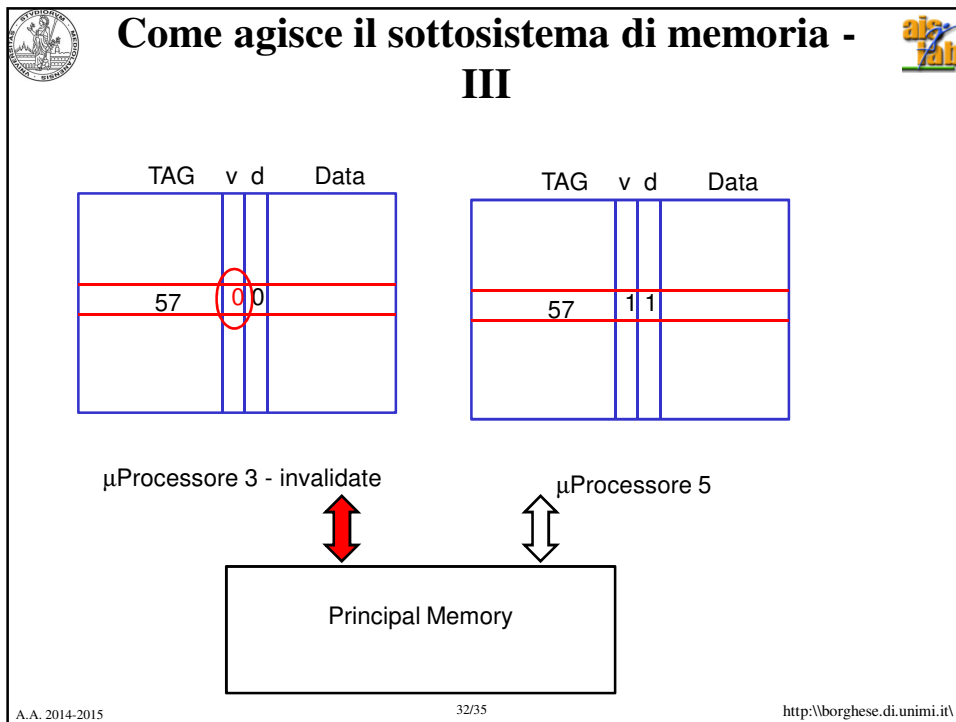 Come agisce il sottosistema di memoria -
III
TAG v d Data
57 0 0
TAG v d Data
57 1 1
μProcessore 3 - invalidate
μProcessore 5
Principal Memory
A.A. 2014-2015
32/35
http:\\borghese.di.unimi.it\